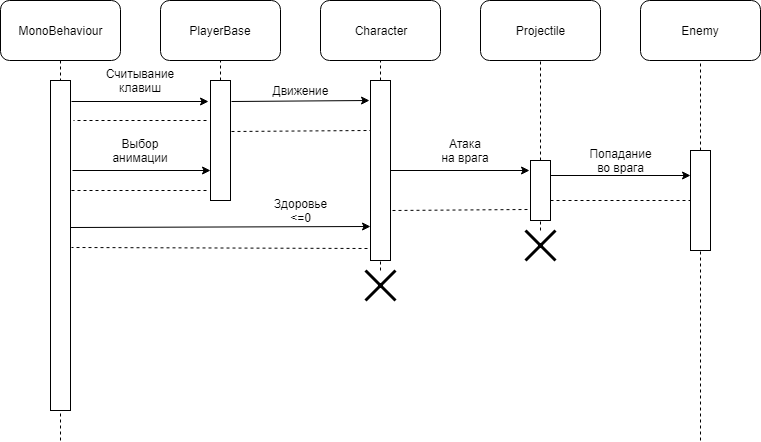 MonoBehaviour
PlayerBase
Character
Projectile
Enemy
Считывание
клавиш
Движение
Выбор
анимации
Атака
на врага
Попадание
во врага
Здоровье
<=0